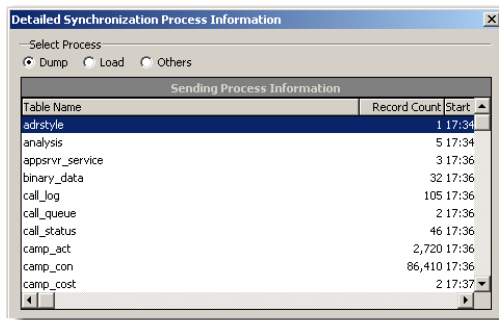 Detailed Synchronization Process Information
Select Process
Dump Load Others
Sending Process Information
Table Name Record Count Start
adrstyle 1 17:34
analysis 5 17:34
appsrvr_service 3 17:36
binary_data 32 17:36
call_log 105 17:36
call_queue 2 17:36
call_status 46 17:36
camp_act 2,720 17:36
camp_con 86,410 17:36
camp_cost 2 17:37